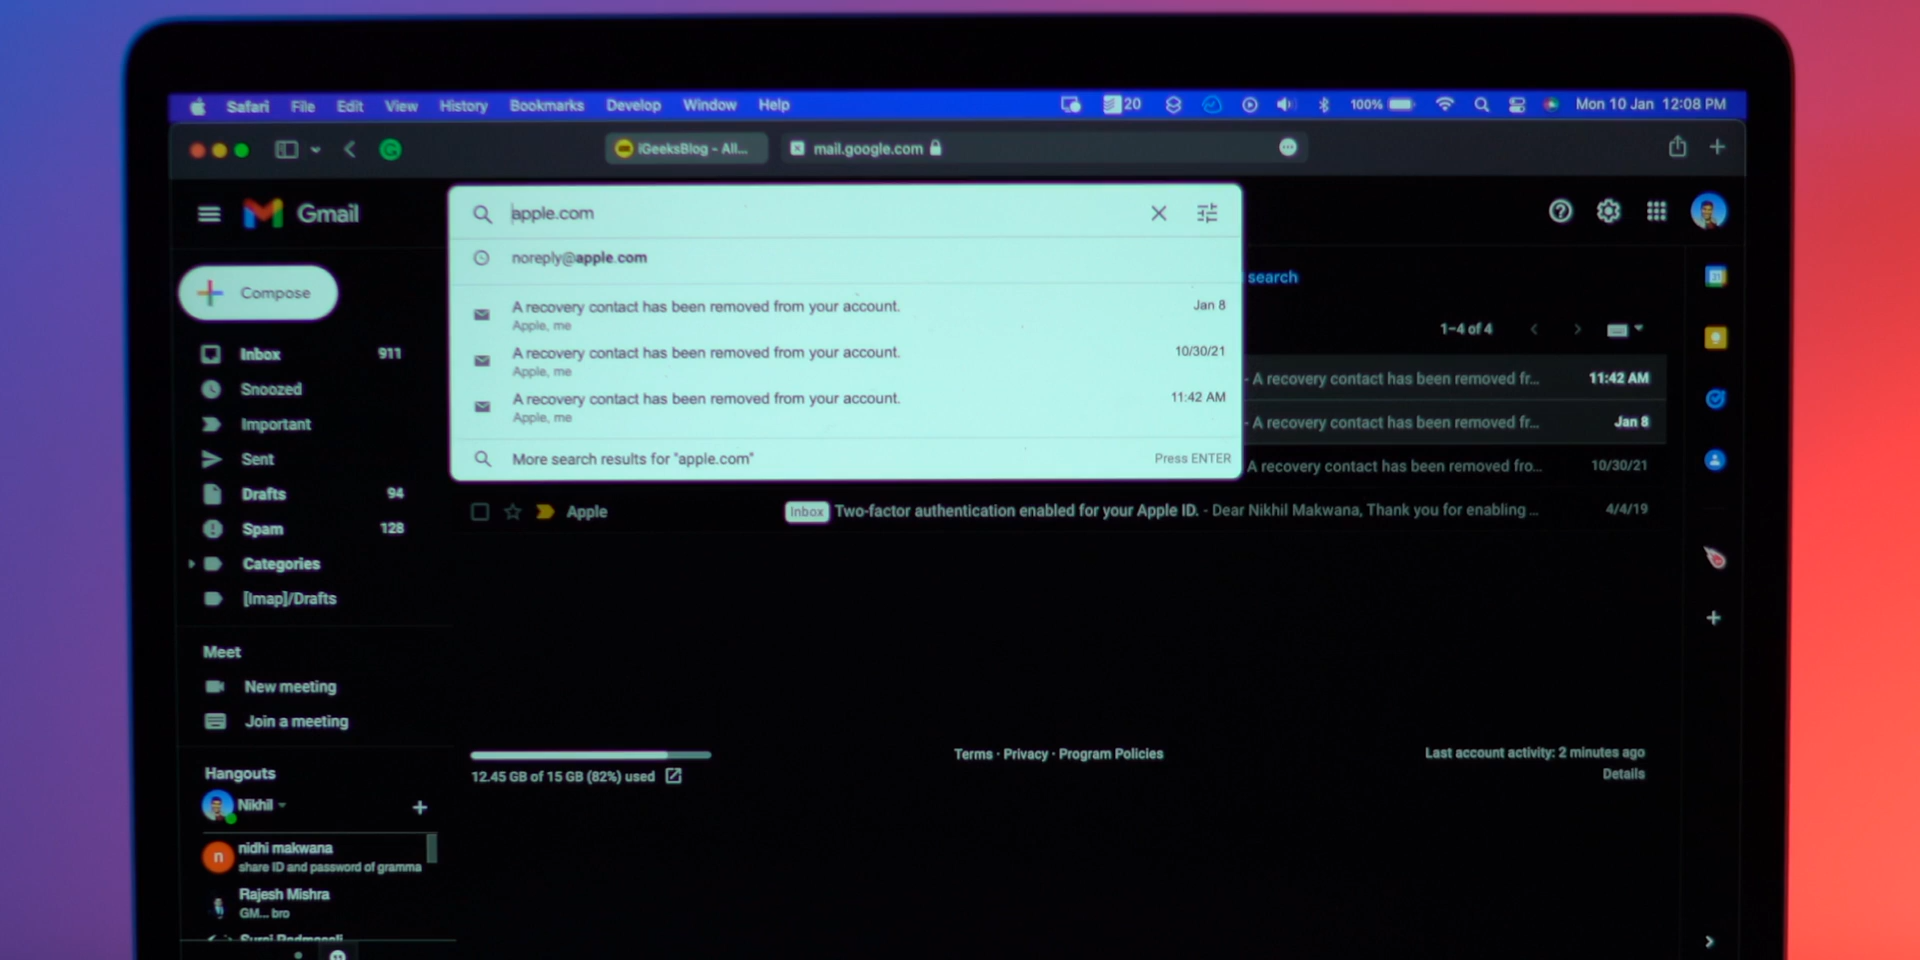 Safari File Edit View History Bookmarks Develop Window Help 20 100% Mon 10 Jan 12:08 PM
iGeeksBlog - All... mail.google.com
Gmail
apple.com
noreply@apple.com
search
Compose
A recovery contact has been removed from your account. Jan 8
Apple, me
1-4 of 4
A recovery contact has been removed from your account. 10/30/21
Apple, me
- A recovery contact has been removed fr... 11:42 AM
A recovery contact has been removed from your account. 11:42 AM
Apple, me
- A recovery contact has been removed fr... Jan 8
More search results for "apple.com" Press ENTER
A recovery contact has been removed fro... 10/30/21
Apple Inbox Two-factor authentication enabled for your Apple ID. - Dear Nikhil Makwana, Thank you for enabling ... 4/4/19
Inbox 911
Snoozed
Important
Sent
Drafts 94
Spam 128
Categories
[Imap]/Drafts
Meet
New meeting
Join a meeting
Hangouts
Nikhil
n
nidhi makwana
share ID and password of gramma
Rajesh Mishra
GM... bro
12.45 GB of 15 GB (82%) used
Terms · Privacy · Program Policies
Last account activity: 2 minutes ago
Details